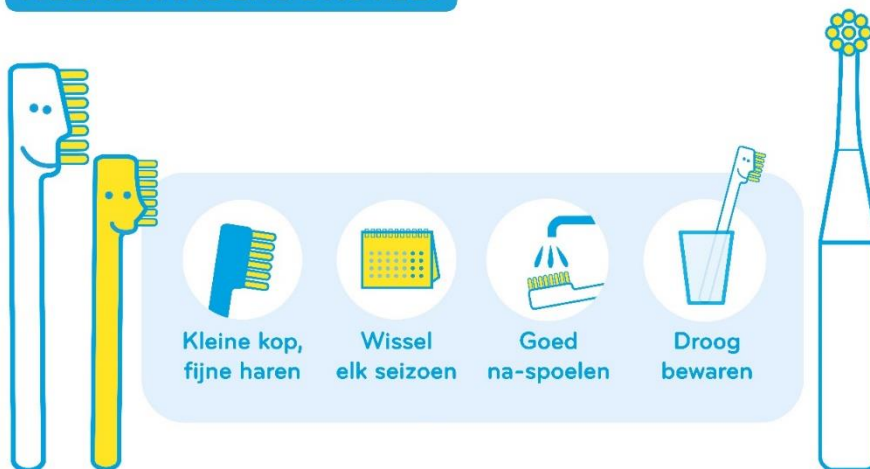 Kleine kop,
fijne haren
Wissel
elk seizoen
Goed
na-spoelen
Droog
bewaren